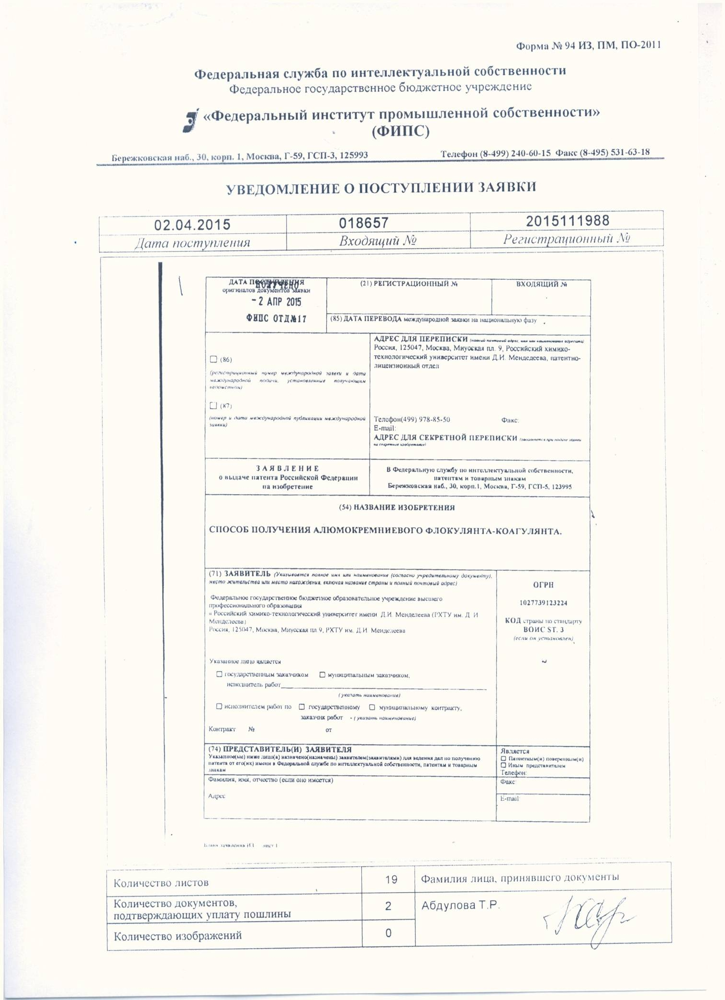 Форма № 94 ИЗ, ПМ, ПО-2011
Федеральная служба по интеллектуальной собственности
Федеральное государственное бюджетное учреждение
«Федеральный институт промышленной собственности»
(ФИПС)
Бережковская наб., 30, корп. 1, Москва, Г-59, ГСП-3, 125993 Телефон (8-499) 240-60-15 Факс (8-495) 531-63-18
УВЕДОМЛЕНИЕ О ПОСТУПЛЕНИИ ЗАЯВКИ
02.04.2015 018657 2015111988
Дата поступления Входящий № Регистрационный №
ДАТА ПОСТУПЛЕНИЯ (21) РЕГИСТРАЦИОННЫЙ № ВХОДЯЩИЙ №
ПОЛУЧЕНО
оригиналов документов заявки
- 2 АПР 2015
ФИПС ОТД№17
(85) ДАТА ПЕРЕВОДА международной заявки на национальную фазу
(86)
(регистрационный номер международной заявки и дата
международной подачи, установленные получающим
ведомством)
(87)
(номер и дата международной публикации международной
заявки)
АДРЕС ДЛЯ ПЕРЕПИСКИ (полный почтовый адрес, имя или наименование адресата)
Россия, 125047, Москва, Миусская пл. 9, Российский химико-
технологический университет имени Д.И. Менделеева, патентно-
лицензионный отдел
Телефон(499) 978-85-50 Факс:
E-mail:
АДРЕС ДЛЯ СЕКРЕТНОЙ ПЕРЕПИСКИ (заполняется при подаче заявки
на секретное изобретение)
ЗАЯВЛЕНИЕ
о выдаче патента Российской Федерации
на изобретение
В Федеральную службу по интеллектуальной собственности,
патентам и товарным знакам
Бережковская наб., 30, корп.1, Москва, Г-59, ГСП-5, 123995
(54) НАЗВАНИЕ ИЗОБРЕТЕНИЯ
СПОСОБ ПОЛУЧЕНИЯ АЛЮМОКРЕМНИЕВОГО ФЛОКУЛЯНТА-КОАГУЛЯНТА.
(71) ЗАЯВИТЕЛЬ (Указывается полное имя или наименование (согласно учредительному документу),
место жительства или место нахождения, включая название страны и полный почтовый адрес)
Федеральное государственное бюджетное образовательное учреждение высшего
профессионального образования
« Российский химико-технологический университет имени Д.И. Менделеева (РХТУ им. Д. И
Менделеева)
Россия, 125047, Москва, Миусская пл 9, РХТУ им. Д.И. Менделеева
ОГРН
1027739123224
КОД страны по стандарту
ВОИС ST. 3
(если он установлен)
Указанное лицо является
государственным заказчиком муниципальным заказчиком,
исполнитель работ
(указать наименование)
исполнителем работ по государственному муниципальному контракту,
заказчик работ - (указать наименование)
Контракт № от
(74) ПРЕДСТАВИТЕЛЬ(И) ЗАЯВИТЕЛЯ
Указанное(ые) ниже лицо(а) назначено(назначены) заявителем(заявителями) для ведения дел по получению
патента от его(их) имени в Федеральной службе по интеллектуальной собственности, патентам и товарным
знакам
Является
Патентным(и) поверенным(и)
Иным представителем
Телефон:
Фамилия, имя, отчество (если оно имеется)
Факс:
Адрес
E-mail
Бланк заявления ИЗ лист 1
Количество листов 19 Фамилия лица, принявшего документы
Количество документов,
подтверждающих уплату пошлины 2 Абдулова Т.Р.
Количество изображений 0